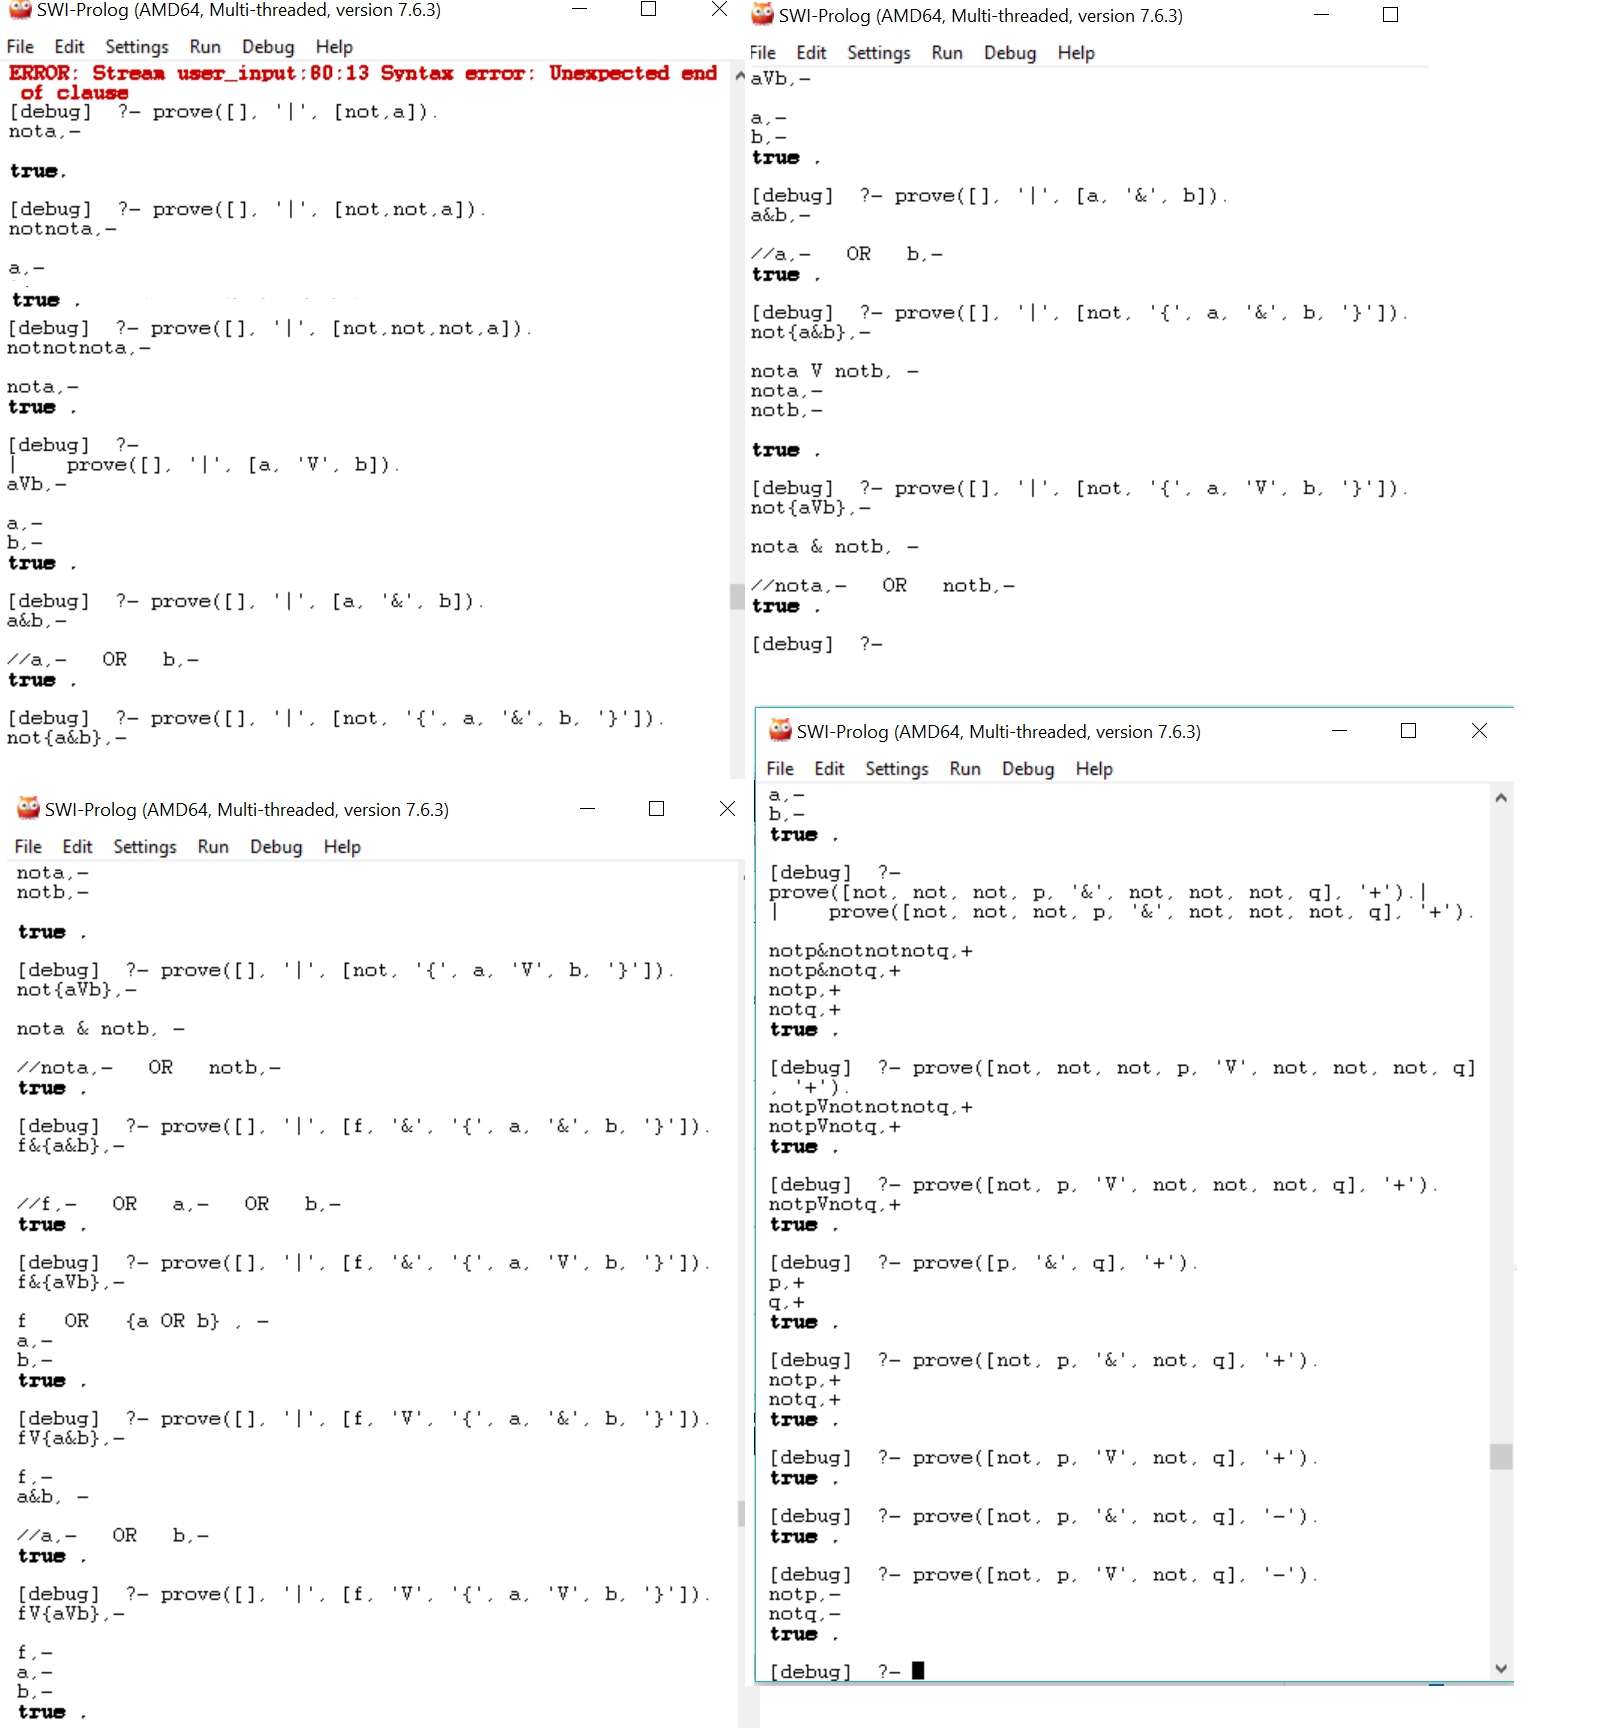 SWI-Prolog (AMD64, Multi-threaded, version 7.6.3)
File Edit Settings Run Debug Help
ERROR: Stream user_input:80:13 Syntax error: Unexpected end
of clause
[debug]  ?- prove([], '|', [not,a]).
nota,-
true.
[debug]  ?- prove([], '|', [not,not,a]).
notnota,-
a,-
true .
[debug]  ?- prove([], '|', [not,not,not,a]).
notnotnota,-
nota,-
true .
[debug]  ?-
|    prove([], '|', [a, 'V', b]).
aVb,-
a,-
b,-
true .
[debug]  ?- prove([], '|', [a, '&', b]).
a&b,-
//a,-   OR   b,-
true .
[debug]  ?- prove([], '|', [not, '{', a, '&', b, '}']).
not{a&b},-
SWI-Prolog (AMD64, Multi-threaded, version 7.6.3)
File Edit Settings Run Debug Help
aVb,-
a,-
b,-
true .
[debug]  ?- prove([], '|', [a, '&', b]).
a&b,-
//a,-   OR   b,-
true .
[debug]  ?- prove([], '|', [not, '{', a, '&', b, '}']).
not{a&b},-
nota V notb, -
nota,-
notb,-
true .
[debug]  ?- prove([], '|', [not, '{', a, 'V', b, '}']).
not{aVb},-
nota & notb, -
//nota,-   OR   notb,-
true .
[debug]  ?-
SWI-Prolog (AMD64, Multi-threaded, version 7.6.3)
File Edit Settings Run Debug Help
nota,-
notb,-
true .
[debug]  ?- prove([], '|', [not, '{', a, 'V', b, '}']).
not{aVb},-
nota & notb, -
//nota,-   OR   notb,-
true .
[debug]  ?- prove([], '|', [f, '&', '{', a, '&', b, '}']).
f&{a&b},-
//f,-   OR   a,-   OR   b,-
true .
[debug]  ?- prove([], '|', [f, '&', '{', a, 'V', b, '}']).
f&{aVb},-
f   OR   {a OR b} , -
a,-
b,-
true .
[debug]  ?- prove([], '|', [f, 'V', '{', a, '&', b, '}']).
fV{a&b},-
f,-
a&b, -
//a,-   OR   b,-
true .
[debug]  ?- prove([], '|', [f, 'V', '{', a, 'V', b, '}']).
fV{aVb},-
f,-
a,-
b,-
true .
SWI-Prolog (AMD64, Multi-threaded, version 7.6.3)
File Edit Settings Run Debug Help
a,-
b,-
true .
[debug]  ?-
prove([not, not, not, p, '&', not, not, not, q], '+').|
|    prove([not, not, not, p, '&', not, not, not, q], '+').
notp&notnotnotq,+
notp&notq,+
notp,+
notq,+
true .
[debug]  ?- prove([not, not, not, p, 'V', not, not, not, q]
, '+').
notpVnotnotnotq,+
notpVnotq,+
true .
[debug]  ?- prove([not, p, 'V', not, not, not, q], '+').
notpVnotq,+
true .
[debug]  ?- prove([p, '&', q], '+').
p,+
q,+
true .
[debug]  ?- prove([not, p, '&', not, q], '+').
notp,+
notq,+
true .
[debug]  ?- prove([not, p, 'V', not, q], '+').
true .
[debug]  ?- prove([not, p, '&', not, q], '-').
true .
[debug]  ?- prove([not, p, 'V', not, q], '-').
notp,-
notq,-
true .
[debug]  ?-